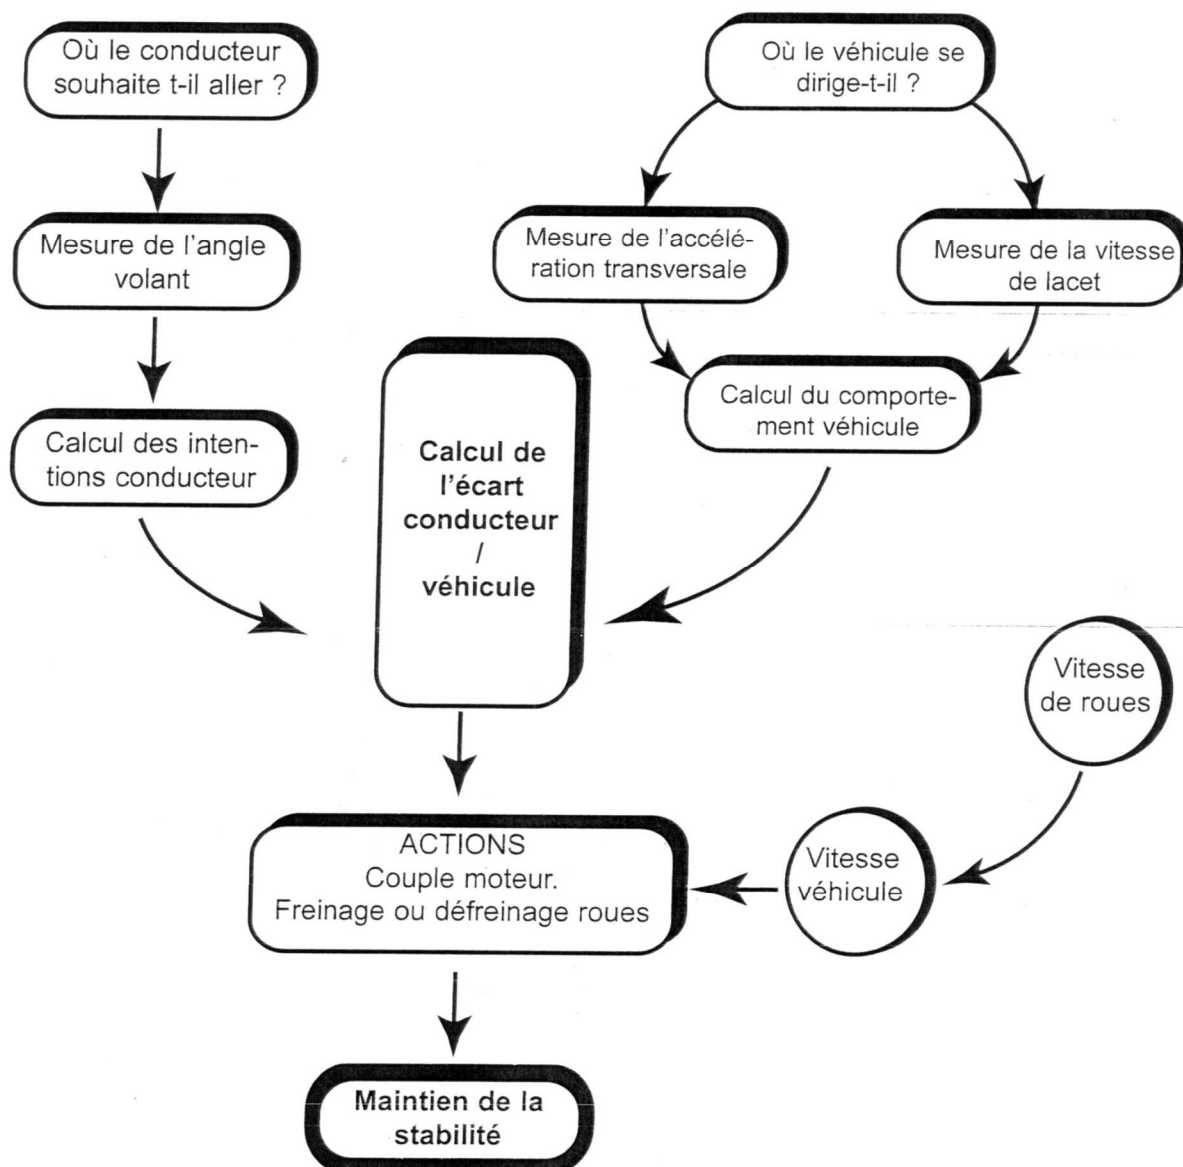 Où le conducteur
souhaite t-il aller ?
Où le véhicule se
dirige-t-il ?
Mesure de l'angle
volant
Mesure de l'accélé-
ration transversale
Mesure de la vitesse
de lacet
Calcul des inten-
tions conducteur
Calcul de
l'écart
conducteur
/
véhicule
Calcul du comporte-
ment véhicule
Vitesse
de roues
ACTIONS
Couple moteur.
Freinage ou défreinage roues
Vitesse
véhicule
Maintien de la
stabilité